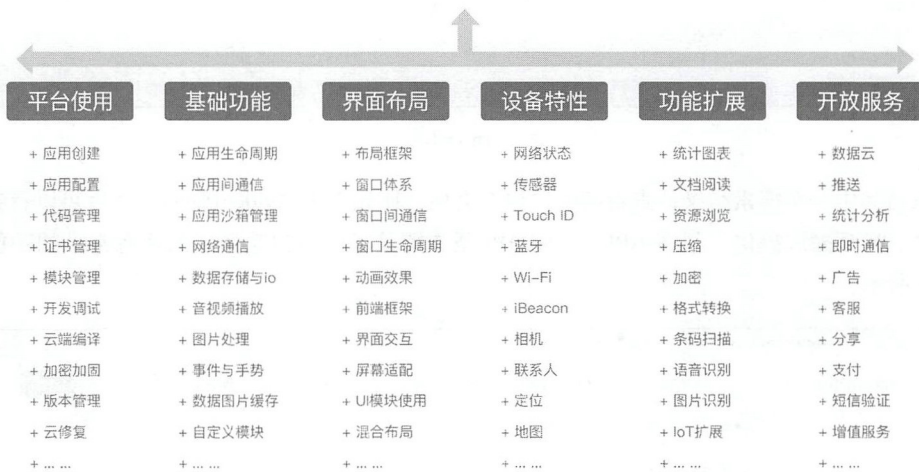 平台使用
+ 应用创建
+ 应用配置
+ 代码管理
+ 证书管理
+ 模块管理
+ 开发调试
+ 云端编译
+ 加密加固
+ 版本管理
+ 云修复
+ ... ...
基础功能
+ 应用生命周期
+ 应用间通信
+ 应用沙箱管理
+ 网络通信
+ 数据存储与io
+ 音视频播放
+ 图片处理
+ 事件与手势
+ 数据图片缓存
+ 自定义模块
+ ... ...
界面布局
+ 布局框架
+ 窗口体系
+ 窗口间通信
+ 窗口生命周期
+ 动画效果
+ 前端框架
+ 界面交互
+ 屏幕适配
+ UI模块使用
+ 混合布局
+ ... ...
设备特性
+ 网络状态
+ 传感器
+ Touch ID
+ 蓝牙
+ Wi-Fi
+ iBeacon
+ 相机
+ 联系人
+ 定位
+ 地图
+ ... ...
功能扩展
+ 统计图表
+ 文档阅读
+ 资源浏览
+ 压缩
+ 加密
+ 格式转换
+ 条码扫描
+ 语音识别
+ 图片识别
+ IoT扩展
+ ... ...
开放服务
+ 数据云
+ 推送
+ 统计分析
+ 即时通信
+ 广告
+ 客服
+ 分享
+ 支付
+ 短信验证
+ 增值服务
+ ... ...